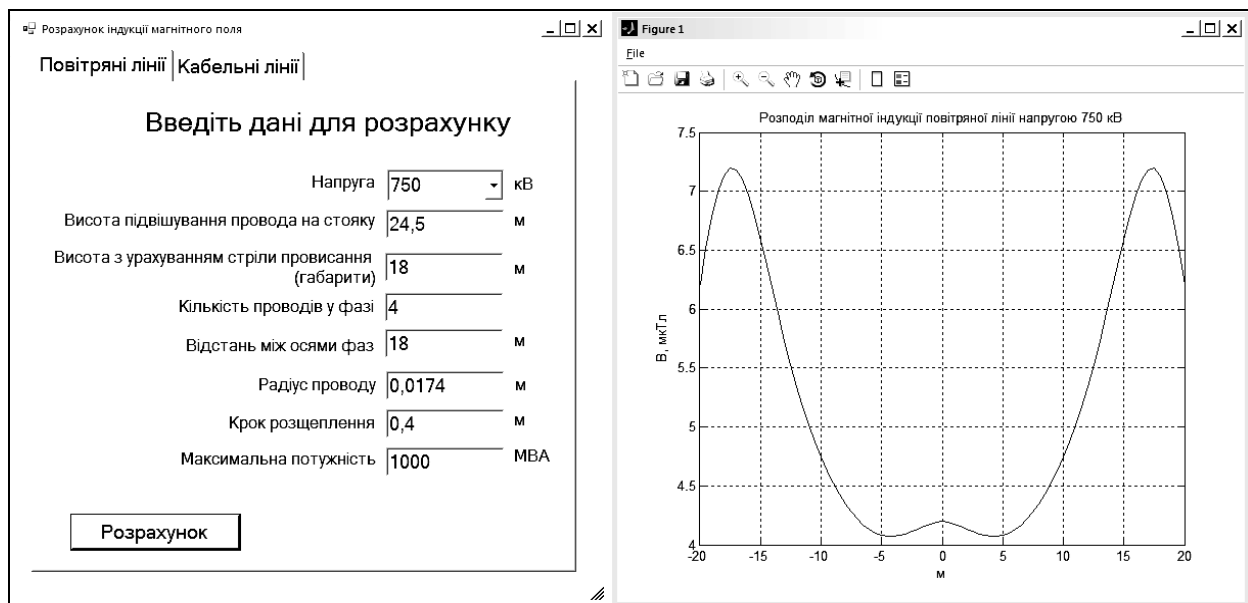 Розрахунок індукції магнітного поля
Повітряні лінії Кабельні лінії
Введіть дані для розрахунку
Напруга 750 кВ
Висота підвішування провода на стояку 24,5 м
Висота з урахуванням стріли провисання
(габарити) 18 м
Кількість проводів у фазі 4
Відстань між осями фаз 18 м
Радіус проводу 0,0174 м
Крок розщеплення 0,4 м
Максимальна потужність 1000 МВА
Розрахунок
Figure 1
File
Розподіл магнітної індукції повітряної лінії напругою 750 кВ
7.5
7
6.5
6
5.5
5
4.5
4
В, мкТл
-20 -15 -10 -5 0 5 10 15 20
м